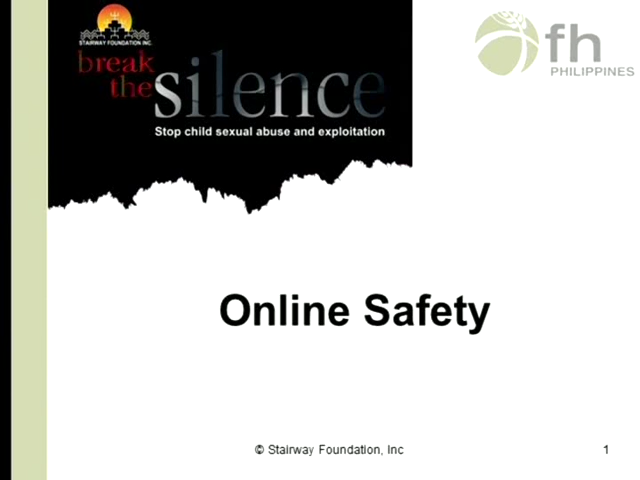 STAIRWAY FOUNDATION INC
break
the
silence
Stop child sexual abuse and exploitation
fh
PHILIPPINES
Online Safety
© Stairway Foundation, Inc
1